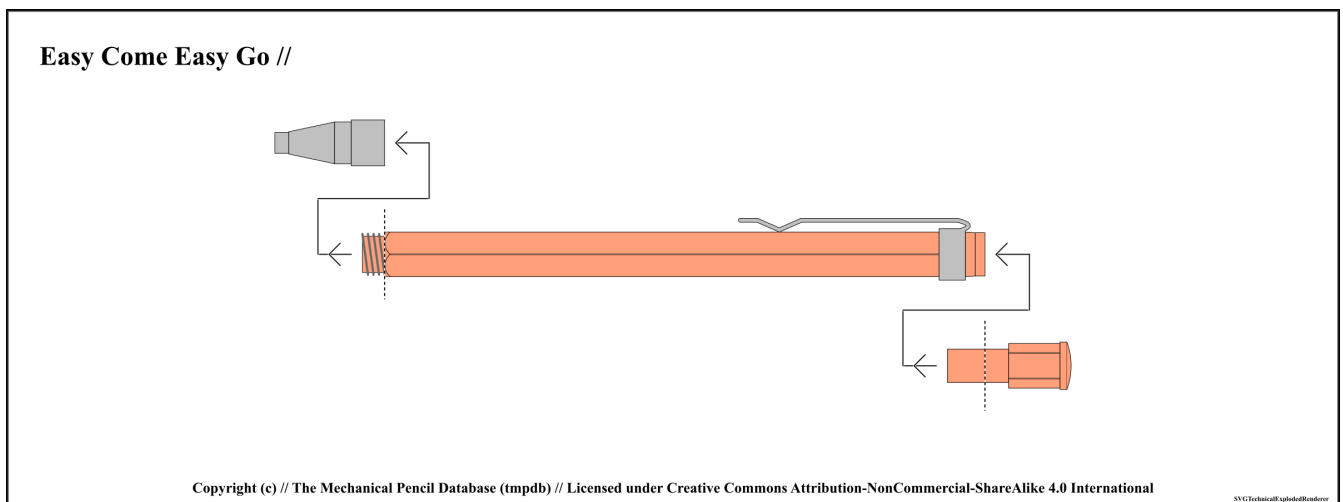 Easy Come Easy Go //
Copyright (c) // The Mechanical Pencil Database (tmpdb) // Licensed under Creative Commons Attribution-NonCommercial-ShareAlike 4.0 International
SVGTechnicalExplodedRenderer